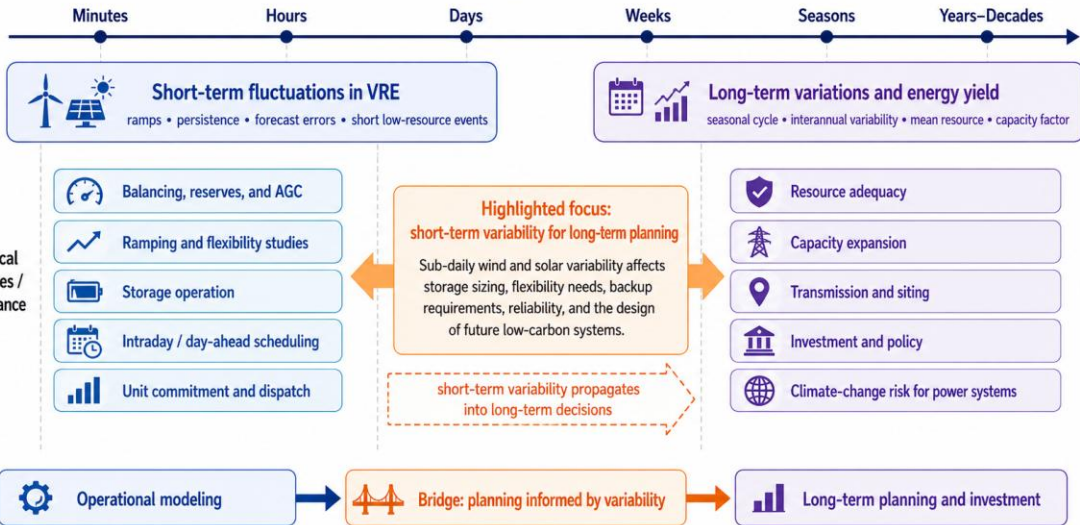 Minutes
Hours
Days
Weeks
Seasons
Years–Decades
Short-term fluctuations in VRE
ramps • persistence • forecast errors • short low-resource events
Long-term variations and energy yield
seasonal cycle • interannual variability • mean resource • capacity factor
Balancing, reserves, and AGC
Ramping and flexibility studies
Storage operation
Intraday / day-ahead scheduling
Unit commitment and dispatch
Highlighted focus:
short-term variability for long-term planning
Sub-daily wind and solar variability affects
storage sizing, flexibility needs, backup
requirements, reliability, and the design
of future low-carbon systems.
short-term variability propagates
into long-term decisions
Resource adequacy
Capacity expansion
Transmission and siting
Investment and policy
Climate-change risk for power systems
Operational modeling
Bridge: planning informed by variability
Long-term planning and investment